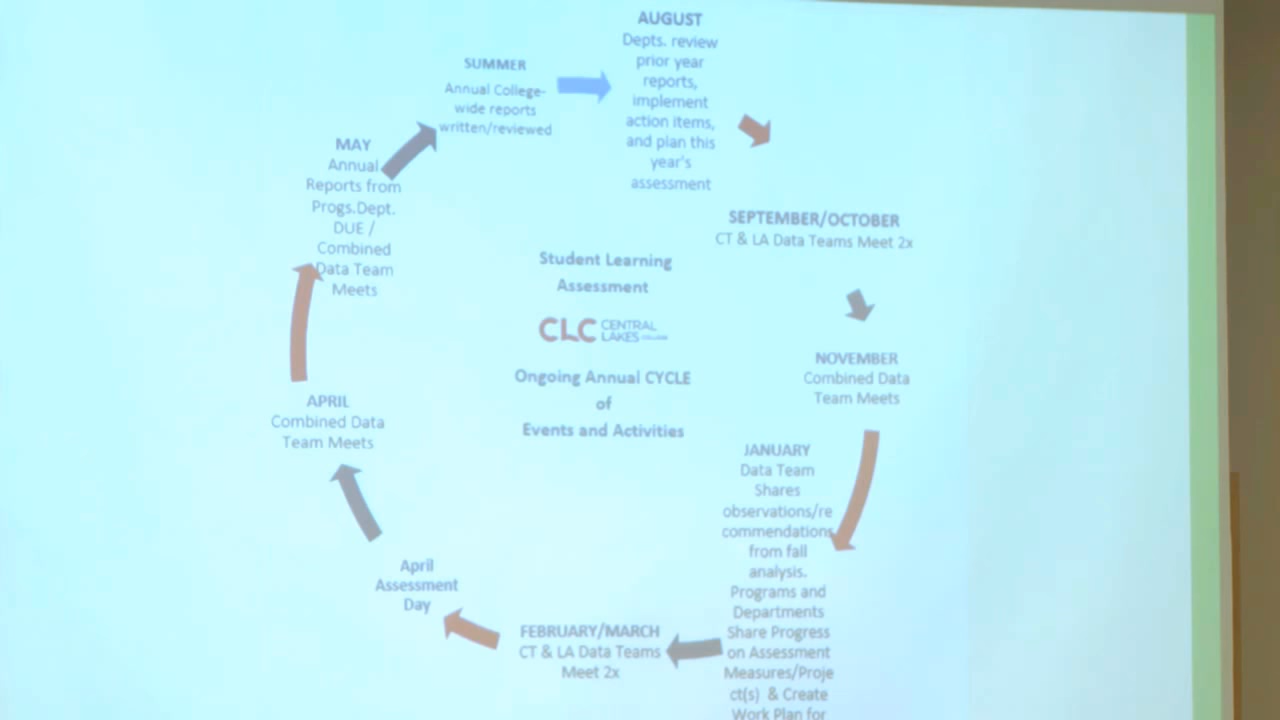 AUGUST
Depts. review
prior year
reports,
implement
action items,
and plan this
year's
assessment
SEPTEMBER/OCTOBER
CT & LA Data Teams Meet 2x
NOVEMBER
Combined Data
Team Meets
JANUARY
Data Team
Shares
observations/re
commendations
from fall
analysis.
Programs and
Departments
Share Progress
on Assessment
Measures/Proje
ct(s) & Create
Work Plan for
FEBRUARY/MARCH
CT & LA Data Teams
Meet 2x
April
Assessment
Day
APRIL
Combined Data
Team Meets
MAY
Annual
Reports from
Progs.Dept.
DUE /
Combined
Data Team
Meets
SUMMER
Annual College-
wide reports
written/reviewed
Student Learning
Assessment
CLC CENTRAL
LAKES
Ongoing Annual CYCLE
of
Events and Activities